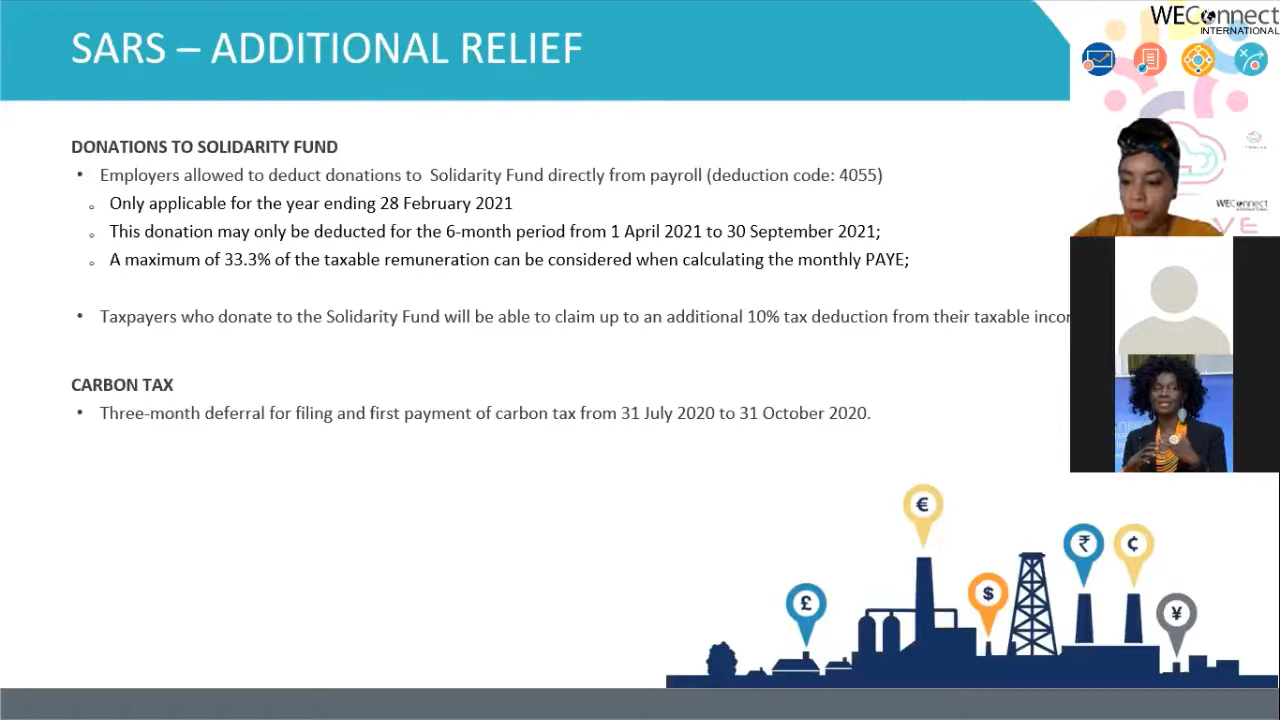 SARS – ADDITIONAL RELIEF
WEConnect
INTERNATIONAL
DONATIONS TO SOLIDARITY FUND
• Employers allowed to deduct donations to Solidarity Fund directly from payroll (deduction code: 4055)
o Only applicable for the year ending 28 February 2021
o This donation may only be deducted for the 6-month period from 1 April 2021 to 30 September 2021;
o A maximum of 33.3% of the taxable remuneration can be considered when calculating the monthly PAYE;
• Taxpayers who donate to the Solidarity Fund will be able to claim up to an additional 10% tax deduction from their taxable
CARBON TAX
• Three-month deferral for filing and first payment of carbon tax from 31 July 2020 to 31 October 2020.
WEConnect
VE
€
₹ ¢
$
£
¥